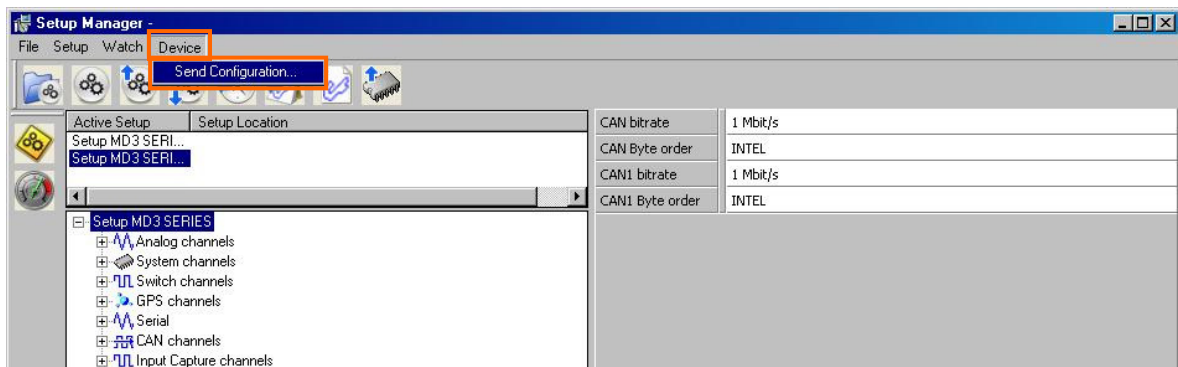 Setup Manager -
File Setup Watch Device
Send Configuration...
Active Setup Setup Location
Setup MD3 SERI...
Setup MD3 SERI...
CAN bitrate 1 Mbit/s
CAN Byte order INTEL
CAN1 bitrate 1 Mbit/s
CAN1 Byte order INTEL
Setup MD3 SERIES
Analog channels
System channels
Switch channels
GPS channels
Serial
CAN channels
Input Capture channels